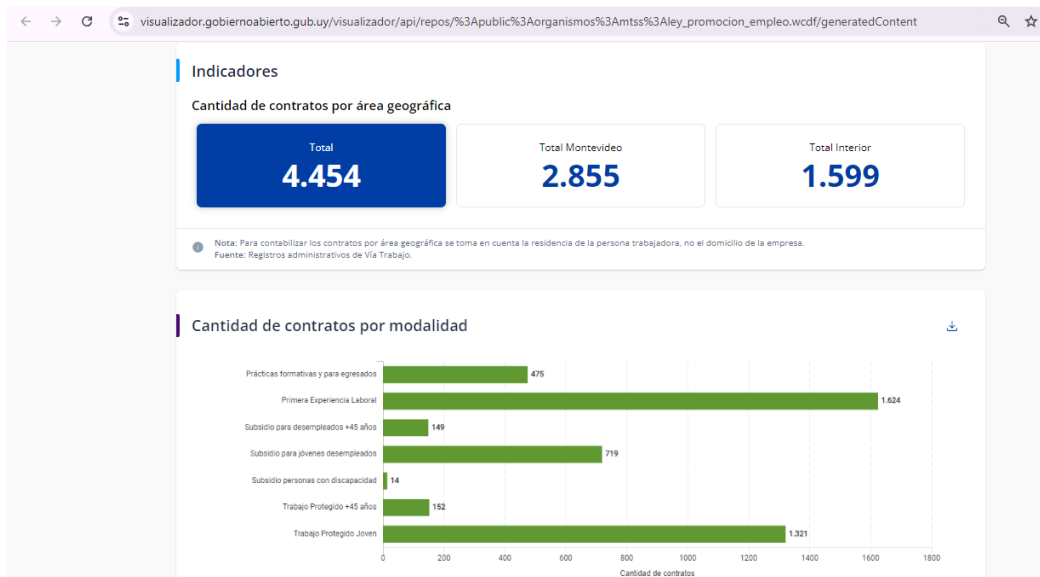 visualizador.gobiernoabierto.gub.uy/visualizador/api/repos/%3Apublic%3Aorganismos%3Amtss%3Aley_promocion_empleo.wcdf/generatedContent
Indicadores
Cantidad de contratos por área geográfica
Total
4.454
Total Montevideo
2.855
Total Interior
1.599
Nota: Para contabilizar los contratos por área geográfica se toma en cuenta la residencia de la persona trabajadora, no el domicilio de la empresa.
Fuente: Registros administrativos de Vía Trabajo.
Cantidad de contratos por modalidad
Prácticas formativas y para egresados 475
Primera Experiencia Laboral 1.624
Subsidio para desempleados +45 años 149
Subsidio para jóvenes desempleados 719
Subsidio personas con discapacidad 14
Trabajo Protegido +45 años 152
Trabajo Protegido Joven 1.321
0 200 400 600 800 1000 1200 1400 1600 1800
Cantidad de contratos